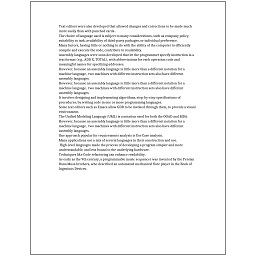 Text editors were also developed that allowed changes and corrections to be made much
more easily than with punched cards.
The choice of language used is subject to many considerations, such as company policy,
suitability to task, availability of third-party packages, or individual preference.
Many factors, having little or nothing to do with the ability of the computer to efficiently
compile and execute the code, contribute to readability.
Assembly languages were soon developed that let the programmer specify instruction in a
text format (e.g., ADD X, TOTAL), with abbreviations for each operation code and
meaningful names for specifying addresses.
However, because an assembly language is little more than a different notation for a
machine language, two machines with different instruction sets also have different
assembly languages.
However, because an assembly language is little more than a different notation for a
machine language, two machines with different instruction sets also have different
assembly languages.
It involves designing and implementing algorithms, step-by-step specifications of
procedures, by writing code in one or more programming languages.
Some text editors such as Emacs allow GDB to be invoked through them, to provide a visual
environment.
The Unified Modeling Language (UML) is a notation used for both the OOAD and MDA.
However, because an assembly language is little more than a different notation for a
machine language, two machines with different instruction sets also have different
assembly languages.
One approach popular for requirements analysis is Use Case analysis.
Many applications use a mix of several languages in their construction and use.
High-level languages made the process of developing a program simpler and more
understandable, and less bound to the underlying hardware.
Techniques like Code refactoring can enhance readability.
As early as the 9th century, a programmable music sequencer was invented by the Persian
Banu Musa brothers, who described an automated mechanical flute player in the Book of
Ingenious Devices.